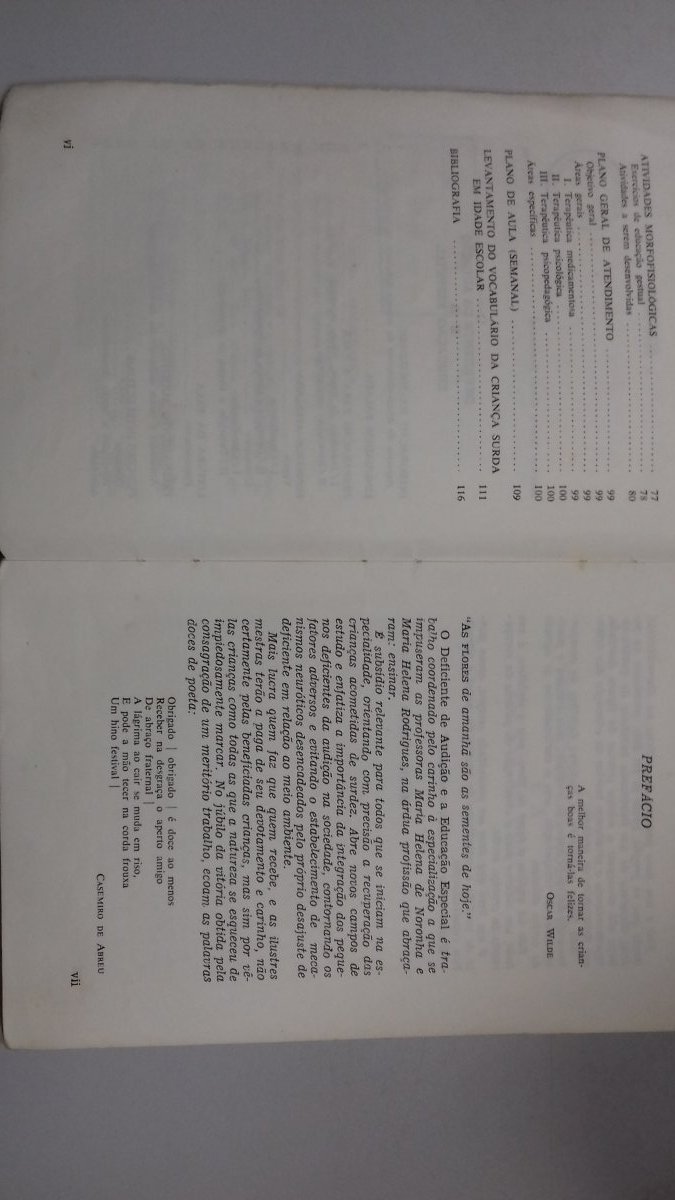 ATIVIDADES MORFOFISIOLÓGICAS ........ 77
Exercícios de educação gestual ........ 78
Atividades a serem desenvolvidas ........ 80
PLANO GERAL DE ATENDIMENTO ........ 99
Objetivo geral ........ 99
Áreas gerais ........ 99
I. Terapêutica medicamentosa ........ 99
II. Terapêutica psicológica ........ 100
III. Terapêutica psicopedagógica ........ 100
Áreas específicas ........ 100
PLANO DE AULA (SEMANAL) ........ 109
LEVANTAMENTO DO VOCABULÁRIO DA CRIANÇA SURDA
EM IDADE ESCOLAR ........ 111
BIBLIOGRAFIA ........ 116
vi
PREFÁCIO
A melhor maneira de tornar as crian-
ças boas é torná-las felizes.
OSCAR WILDE
"AS FLORES de amanhã são as sementes de hoje."
O Deficiente de Audição e a Educação Especial é tra-
balho coordenado pelo carinho à especialização a que se
impuseram as professoras Maria Helena de Noronha e
Maria Helena Rodrigues, na árdua profissão que abraça-
ram: ensinar.
É subsídio relevante para todos que se iniciam na es-
pecialidade, orientando com precisão a recuperação das
crianças acometidas de surdez. Abre novos campos de
estudo e enfatiza a importância da integração dos peque-
nos deficientes da audição na sociedade, contornando os
fatores adversos e evitando o estabelecimento de meca-
nismos neuróticos desencadeados pelo próprio desajuste de
deficiente em relação ao meio ambiente.
Mais lucra quem faz que quem recebe, e as ilustres
mestras terão a paga de seu devotamento e carinho, não
certamente pelas beneficiadas crianças, mas sim por vê-
las crianças como todas as que a natureza se esqueceu de
impiedosamente marcar. No júbilo da vitória obtida pela
consagração de um meritório trabalho, ecoam as palavras
doces de poeta:
Obrigado! obrigado! é doce ao menos
Receber na desgraça o aperto amigo
De abraço fraternal!
A lágrima ao cair se muda em riso,
E pode a mão tecer na corda frouxa
Um hino festival!
CASEMIRO DE ABREU
vii